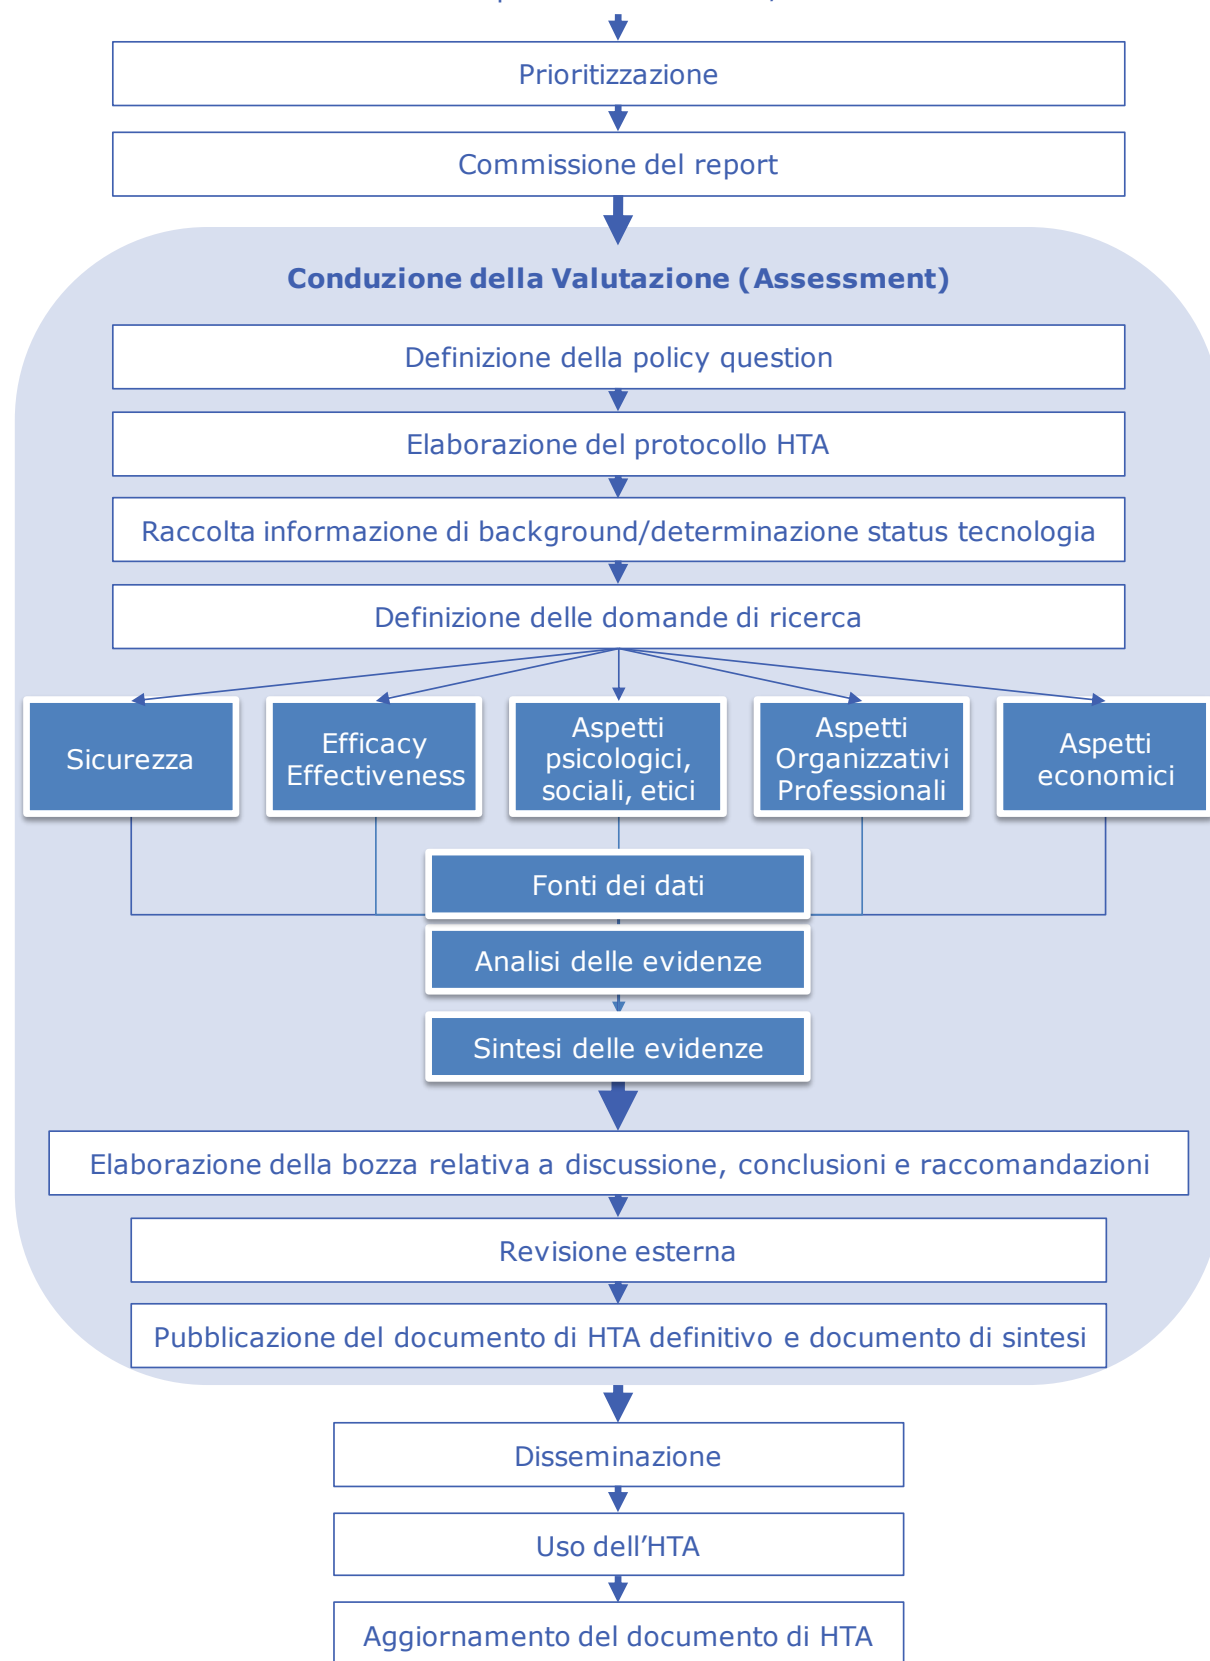 Prioritizzazione
Commissione del report
Conduzione della Valutazione (Assessment)
Definizione della policy question
Elaborazione del protocollo HTA
Raccolta informazione di background/determinazione status tecnologia
Definizione delle domande di ricerca
Sicurezza
Efficacy
Effectiveness
Aspetti
psicologici,
sociali, etici
Aspetti
Organizzativi
Professionali
Aspetti
economici
Fonti dei dati
Analisi delle evidenze
Sintesi delle evidenze
Elaborazione della bozza relativa a discussione, conclusioni e raccomandazioni
Revisione esterna
Pubblicazione del documento di HTA definitivo e documento di sintesi
Disseminazione
Uso dell’HTA
Aggiornamento del documento di HTA